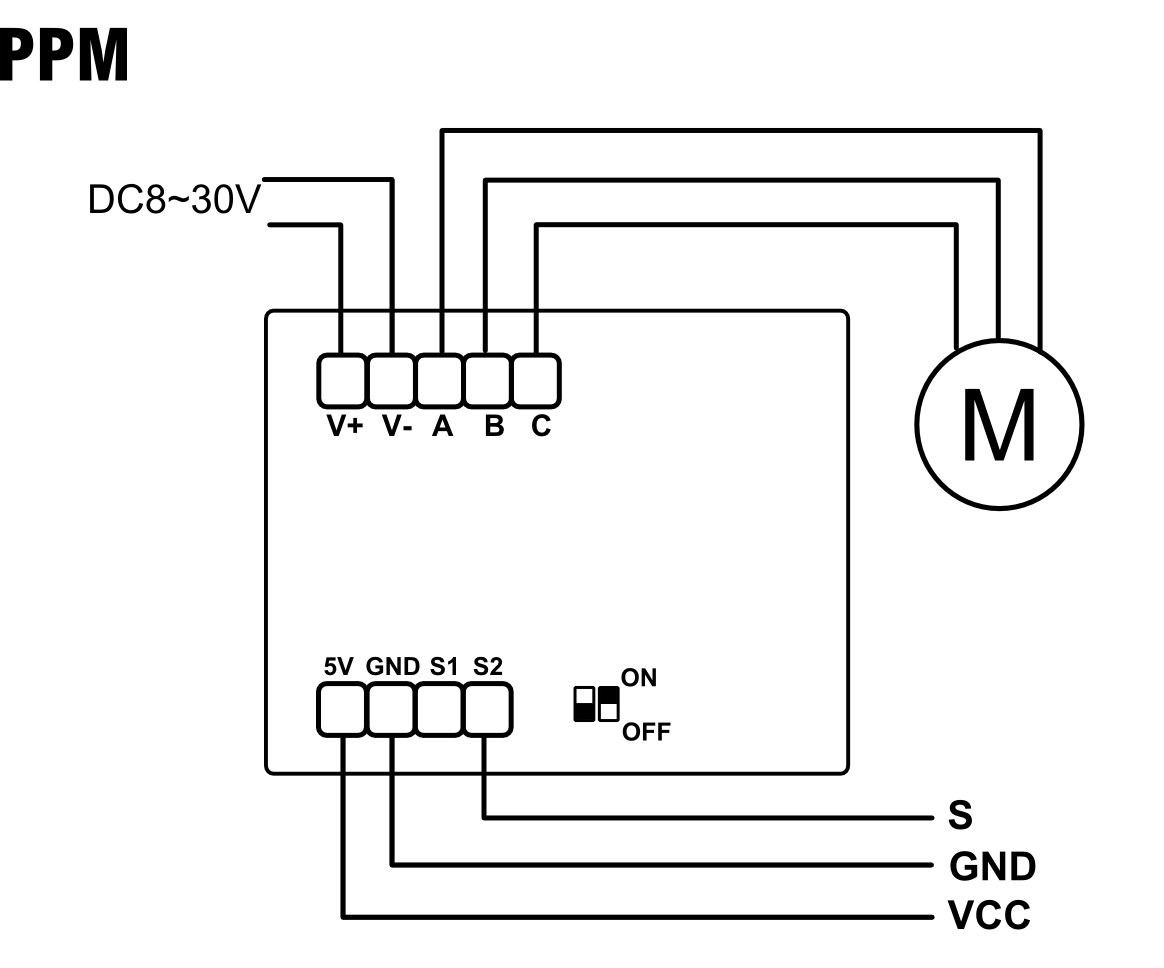 PPM
DC8~30V
V+ V- A B C
M
5V GND S1 S2
ON
OFF
S
GND
VCC